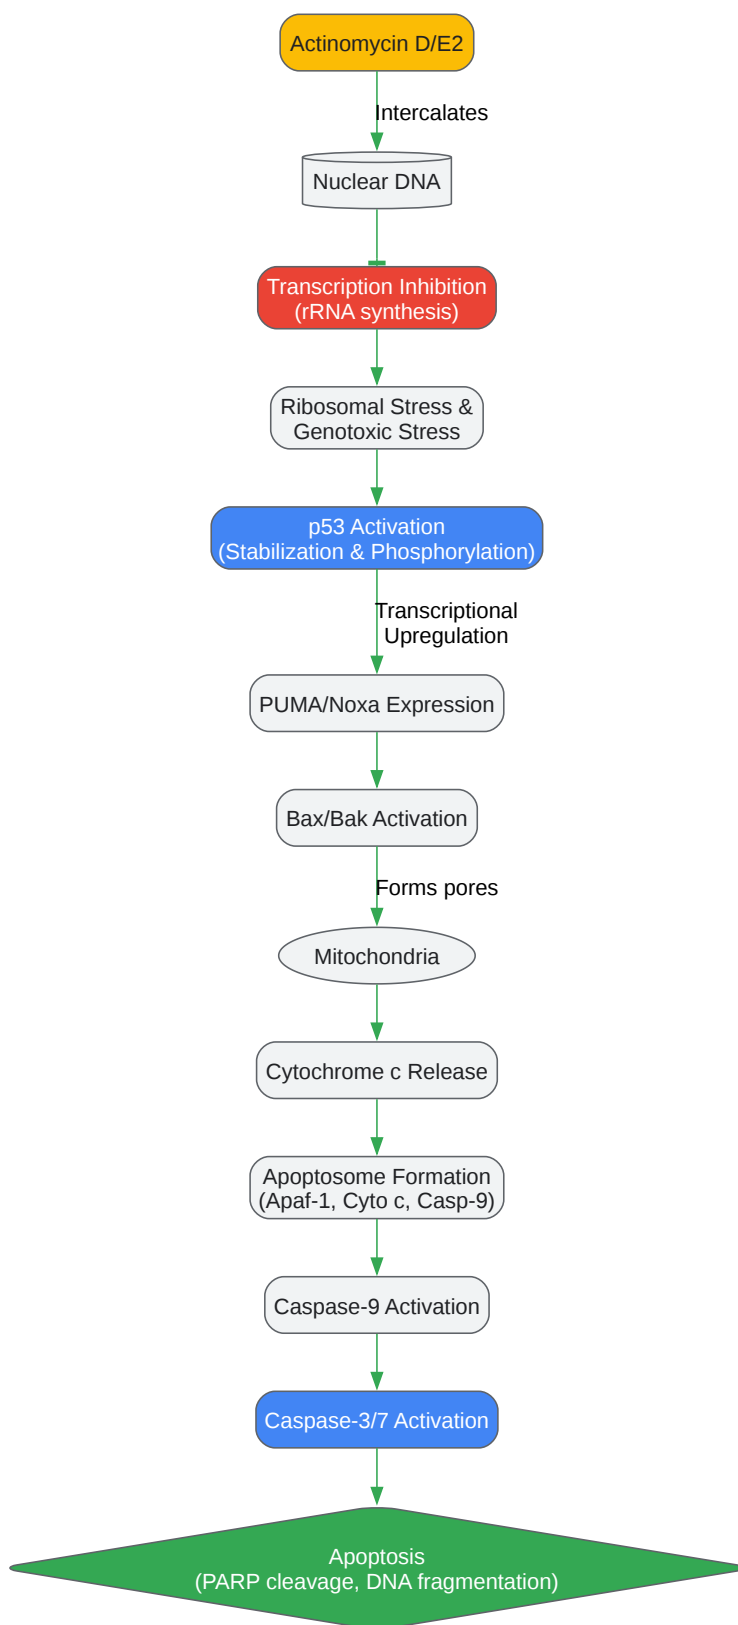 Actinomycin D/E2
Intercalates
Nuclear DNA
Transcription Inhibition
(rRNA synthesis)
Ribosomal Stress &
Genotoxic Stress
p53 Activation
(Stabilization & Phosphorylation)
Transcriptional
Upregulation
PUMA/Noxa Expression
Bax/Bak Activation
Forms pores
Mitochondria
Cytochrome c Release
Apoptosome Formation
(Apaf-1, Cyto c, Casp-9)
Caspase-9 Activation
Caspase-3/7 Activation
Apoptosis
(PARP cleavage, DNA fragmentation)